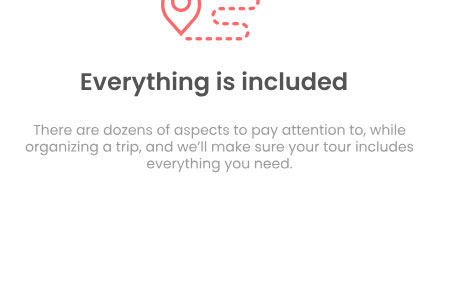 Everything is included
There are dozens of aspects to pay attention to, while
organizing a trip, and we’ll make sure your tour includes
everything you need.